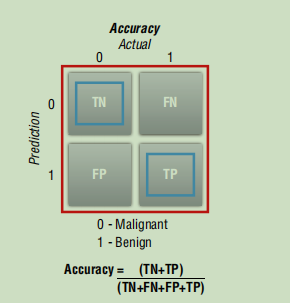 Accuracy
Actual
0 1
Prediction
0 TN FN
1 FP TP
0 - Malignant
1 - Benign
Accuracy = (TN+TP)
(TN+FN+FP+TP)